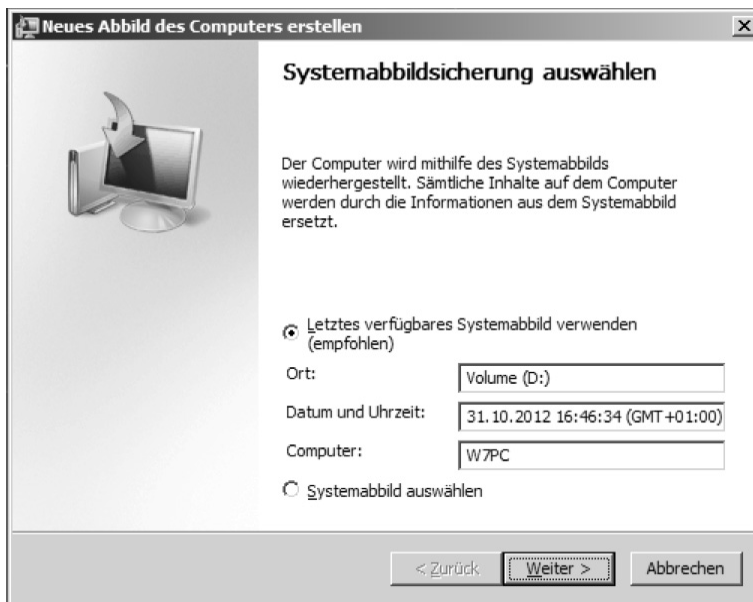 Neues Abbild des Computers erstellen
Systemabbildsicherung auswählen
Der Computer wird mithilfe des Systemabbilds
wiederhergestellt. Sämtliche Inhalte auf dem Computer
werden durch die Informationen aus dem Systemabbild
ersetzt.
Letztes verfügbares Systemabbild verwenden
(empfohlen)
Ort: Volume (D:)
Datum und Uhrzeit: 31.10.2012 16:46:34 (GMT+01:00)
Computer: W7PC
Systemabbild auswählen
< Zurück Weiter > Abbrechen